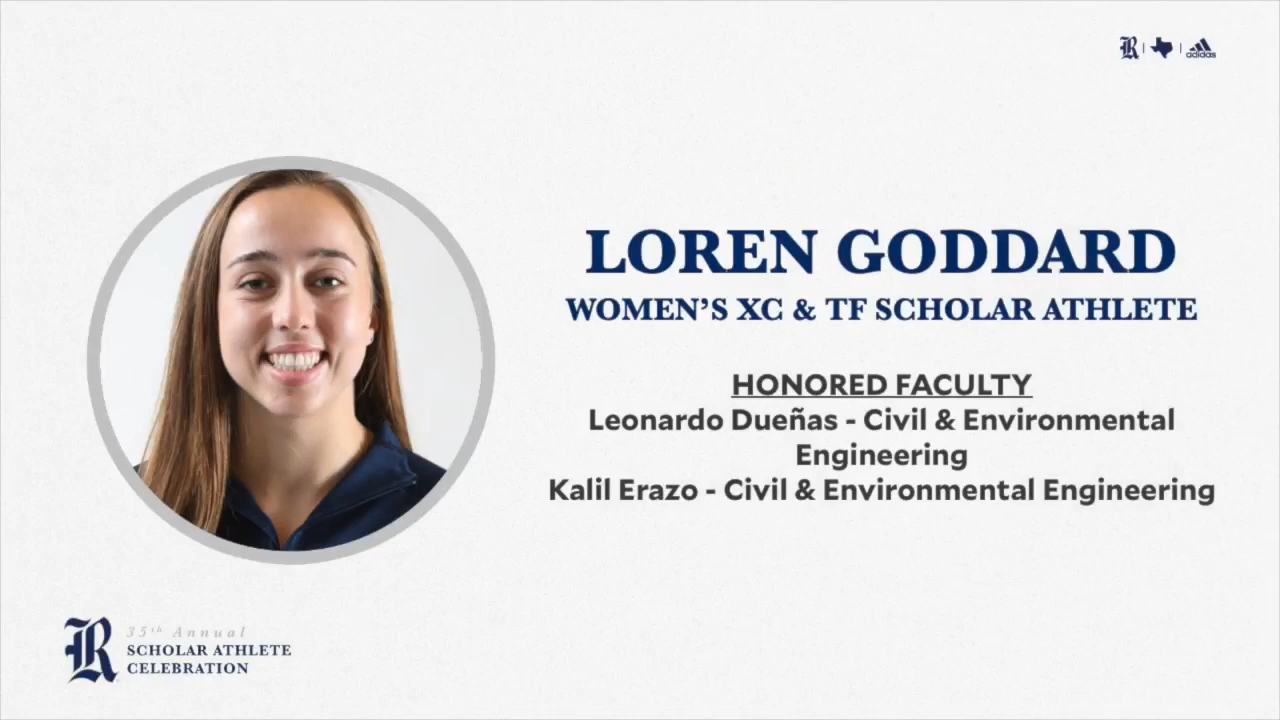 R | | adidas
LOREN GODDARD
WOMEN’S XC & TF SCHOLAR ATHLETE
HONORED FACULTY
Leonardo Dueñas - Civil & Environmental
Engineering
Kalil Erazo - Civil & Environmental Engineering
R
35th Annual
SCHOLAR ATHLETE
CELEBRATION